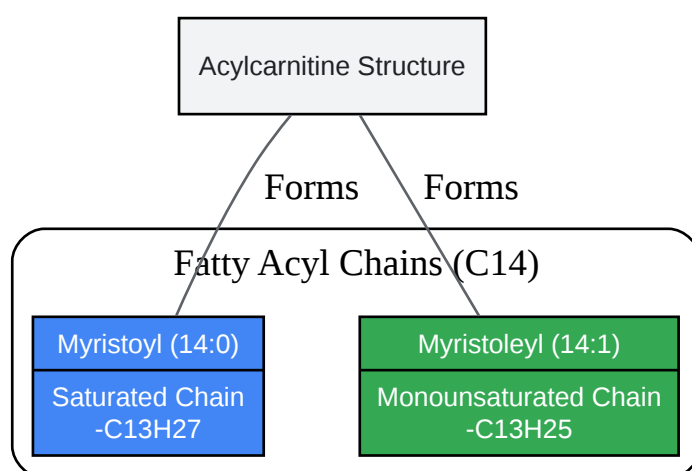 Acylcarnitine Structure
Forms Forms
Fatty Acyl Chains (C14)
Myristoyl (14:0)
Saturated Chain
-C13H27
Myristoleyl (14:1)
Monounsaturated Chain
-C13H25